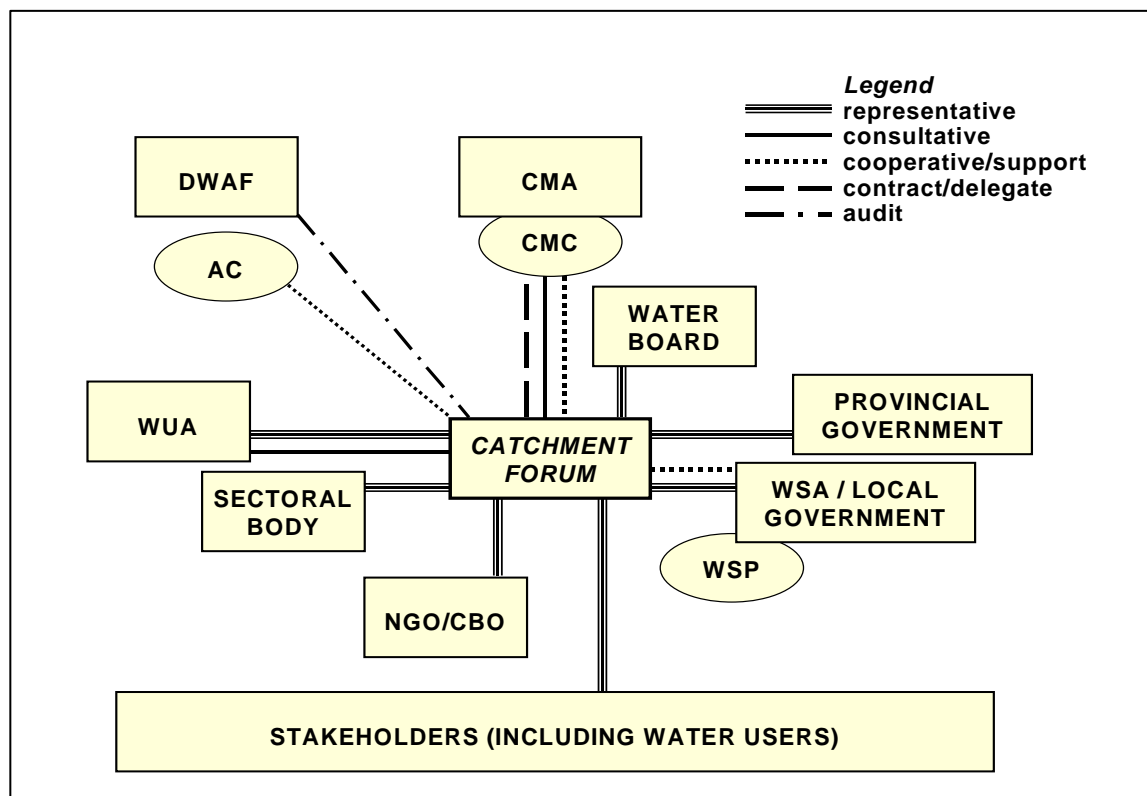 Legend
representative
consultative
cooperative/support
contract/delegate
audit
DWAF
CMA
CMC
AC
WATER
BOARD
WUA
CATCHMENT
FORUM
PROVINCIAL
GOVERNMENT
SECTORAL
BODY
WSA / LOCAL
GOVERNMENT
WSP
NGO/CBO
STAKEHOLDERS (INCLUDING WATER USERS)